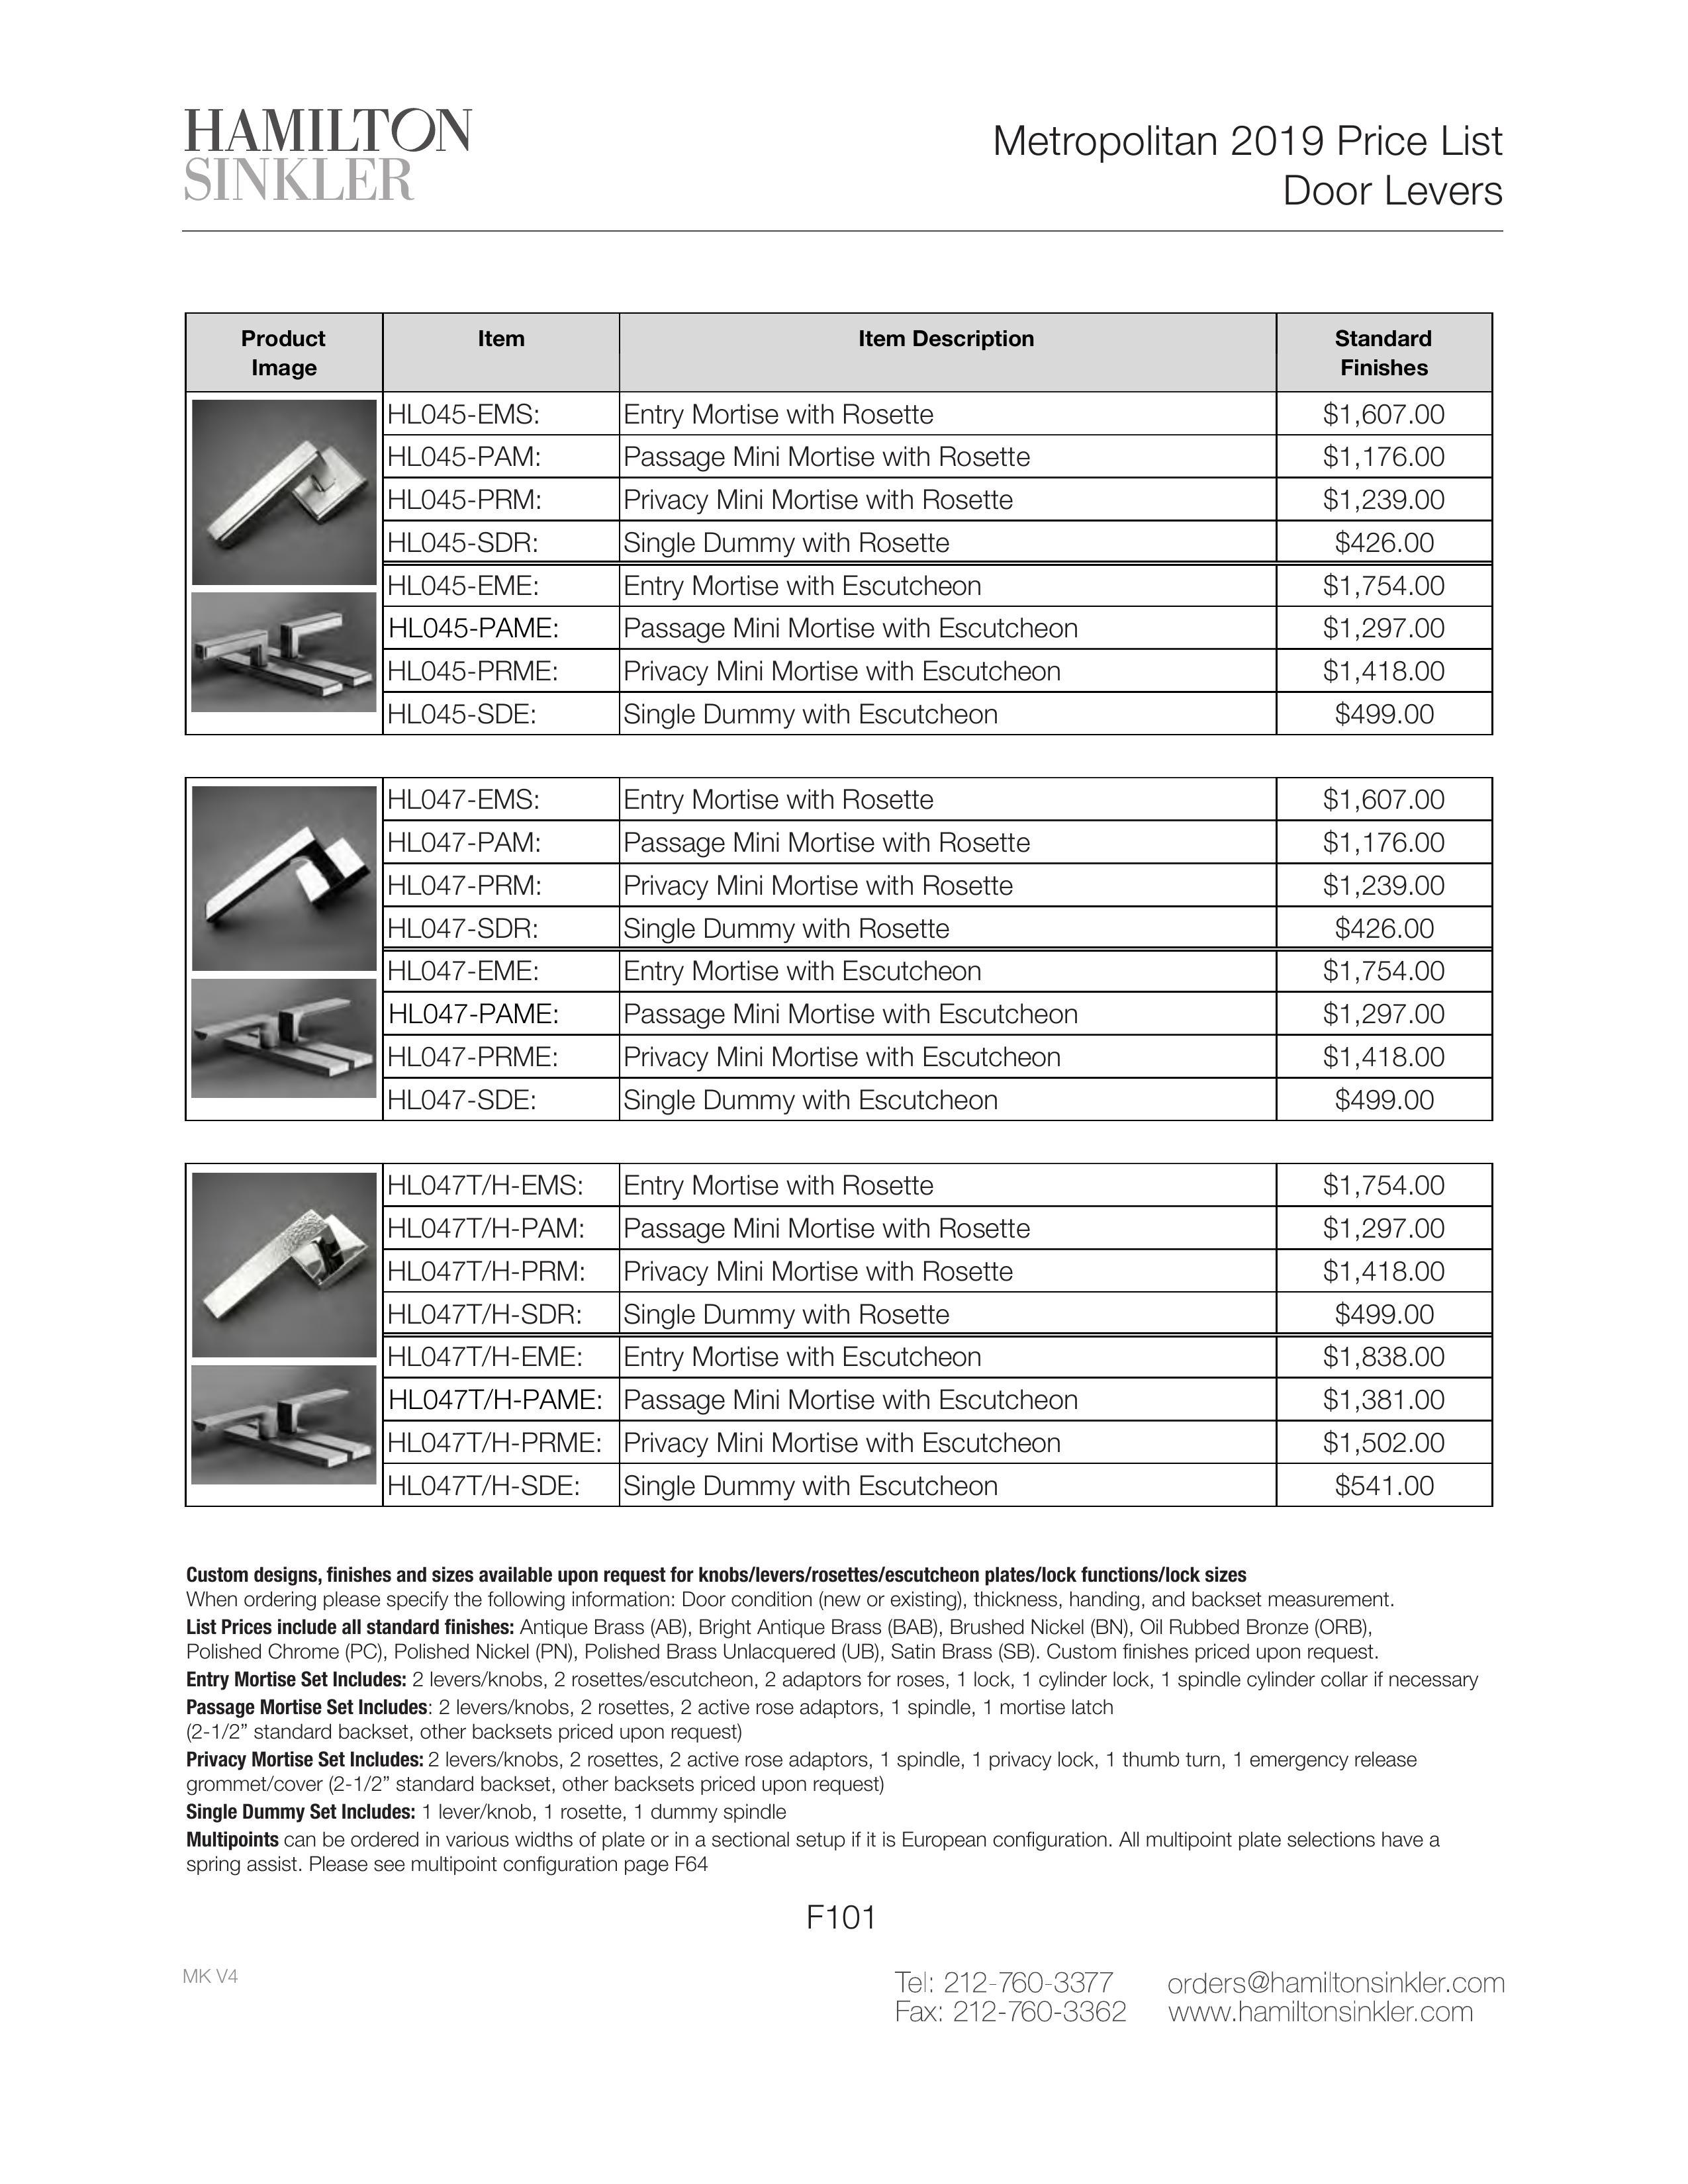 HAMILTON
SINKLER
Metropolitan 2019 Price List
Door Levers
Product Image Item Item Description Standard Finishes
HL045-EMS: Entry Mortise with Rosette $1,607.00
HL045-PAM: Passage Mini Mortise with Rosette $1,176.00
HL045-PRM: Privacy Mini Mortise with Rosette $1,239.00
HL045-SDR: Single Dummy with Rosette $426.00
HL045-EME: Entry Mortise with Escutcheon $1,754.00
HL045-PAME: Passage Mini Mortise with Escutcheon $1,297.00
HL045-PRME: Privacy Mini Mortise with Escutcheon $1,418.00
HL045-SDE: Single Dummy with Escutcheon $499.00
HL047-EMS: Entry Mortise with Rosette $1,607.00
HL047-PAM: Passage Mini Mortise with Rosette $1,176.00
HL047-PRM: Privacy Mini Mortise with Rosette $1,239.00
HL047-SDR: Single Dummy with Rosette $426.00
HL047-EME: Entry Mortise with Escutcheon $1,754.00
HL047-PAME: Passage Mini Mortise with Escutcheon $1,297.00
HL047-PRME: Privacy Mini Mortise with Escutcheon $1,418.00
HL047-SDE: Single Dummy with Escutcheon $499.00
HL047T/H-EMS: Entry Mortise with Rosette $1,754.00
HL047T/H-PAM: Passage Mini Mortise with Rosette $1,297.00
HL047T/H-PRM: Privacy Mini Mortise with Rosette $1,418.00
HL047T/H-SDR: Single Dummy with Rosette $499.00
HL047T/H-EME: Entry Mortise with Escutcheon $1,838.00
HL047T/H-PAME: Passage Mini Mortise with Escutcheon $1,381.00
HL047T/H-PRME: Privacy Mini Mortise with Escutcheon $1,502.00
HL047T/H-SDE: Single Dummy with Escutcheon $541.00
Custom designs, finishes and sizes available upon request for knobs/levers/rosettes/escutcheon plates/lock functions/lock sizes
When ordering please specify the following information: Door condition (new or existing), thickness, handing, and backset measurement.
List Prices include all standard finishes: Antique Brass (AB), Bright Antique Brass (BAB), Brushed Nickel (BN), Oil Rubbed Bronze (ORB),
Polished Chrome (PC), Polished Nickel (PN), Polished Brass Unlacquered (UB), Satin Brass (SB). Custom finishes priced upon request.
Entry Mortise Set Includes: 2 levers/knobs, 2 rosettes/escutcheon, 2 adaptors for roses, 1 lock, 1 cylinder lock, 1 spindle cylinder collar if necessary
Passage Mortise Set Includes: 2 levers/knobs, 2 rosettes, 2 active rose adaptors, 1 spindle, 1 mortise latch
(2-1/2” standard backset, other backsets priced upon request)
Privacy Mortise Set Includes: 2 levers/knobs, 2 rosettes, 2 active rose adaptors, 1 spindle, 1 privacy lock, 1 thumb turn, 1 emergency release
grommet/cover (2-1/2” standard backset, other backsets priced upon request)
Single Dummy Set Includes: 1 lever/knob, 1 rosette, 1 dummy spindle
Multipoints can be ordered in various widths of plate or in a sectional setup if it is European configuration. All multipoint plate selections have a
spring assist. Please see multipoint configuration page F64
F101
MK V4
Tel: 212-760-3377 orders@hamiltonsinkler.com
Fax: 212-760-3362 www.hamiltonsinkler.com